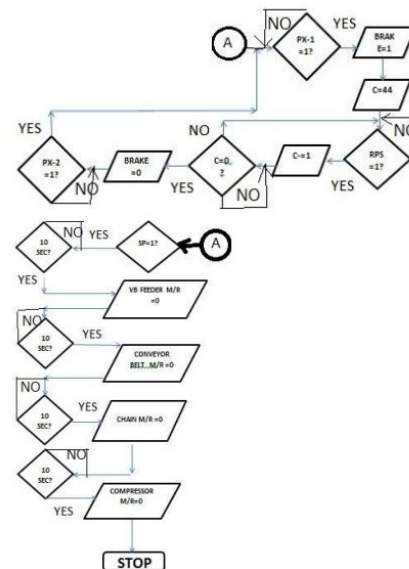 NO
YES
A
PX-1
=1?
BRAK
E=1
C=44
NO
YES
NO
PX-2
=1?
NO
BRAKE
=0
YES
C=0,
?
NO
C-=1
YES
RPS
=1?
NO
YES
10
SEC?
SP=1?
A
YES
VB FEEDER M/R
=0
NO
10
SEC?
YES
CONVEYOR
BELT M/R =0
NO
10
SEC?
YES
CHAIN M/R=0
NO
10
SEC?
YES
COMPRESSOR
M/R=0
STOP